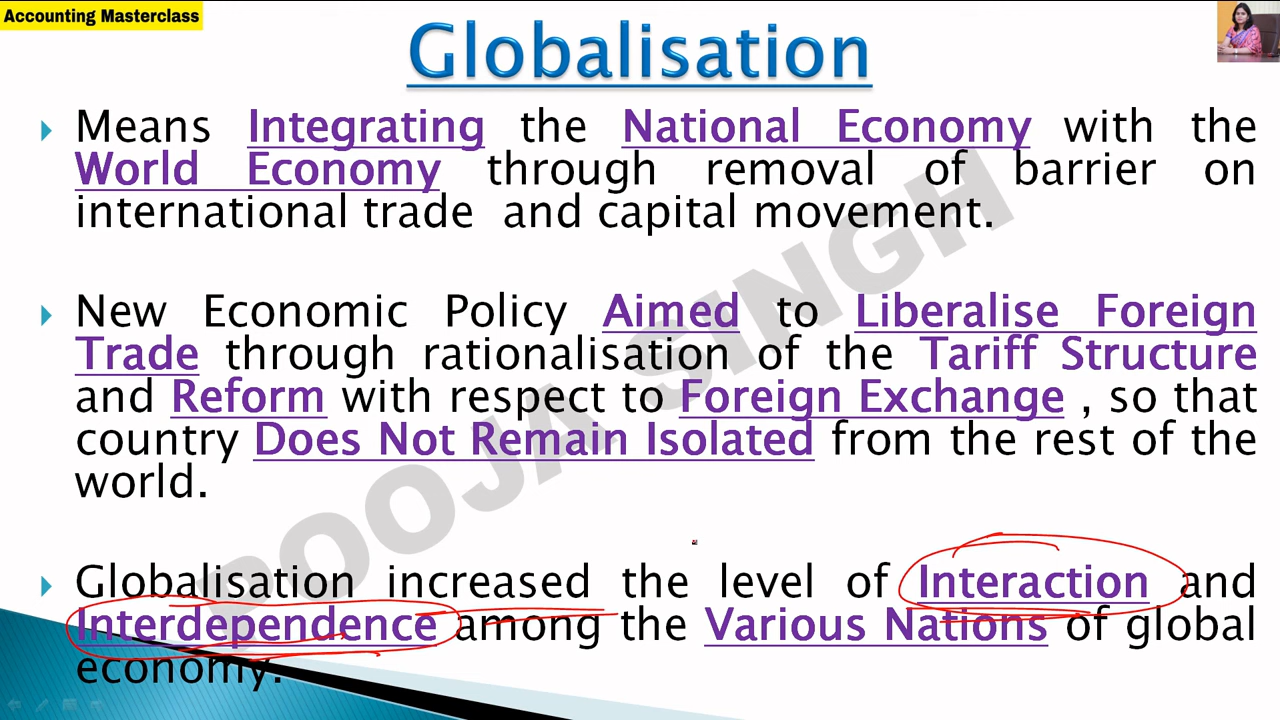 Accounting Masterclass
Globalisation
Means Integrating the National Economy with the
World Economy through removal of barrier on
international trade and capital movement.
New Economic Policy Aimed to Liberalise Foreign
Trade through rationalisation of the Tariff Structure
and Reform with respect to Foreign Exchange , so that
country Does Not Remain Isolated from the rest of the
world.
Globalisation increased the level of Interaction and
Interdependence among the Various Nations of global
economy.
POOJA SINGH